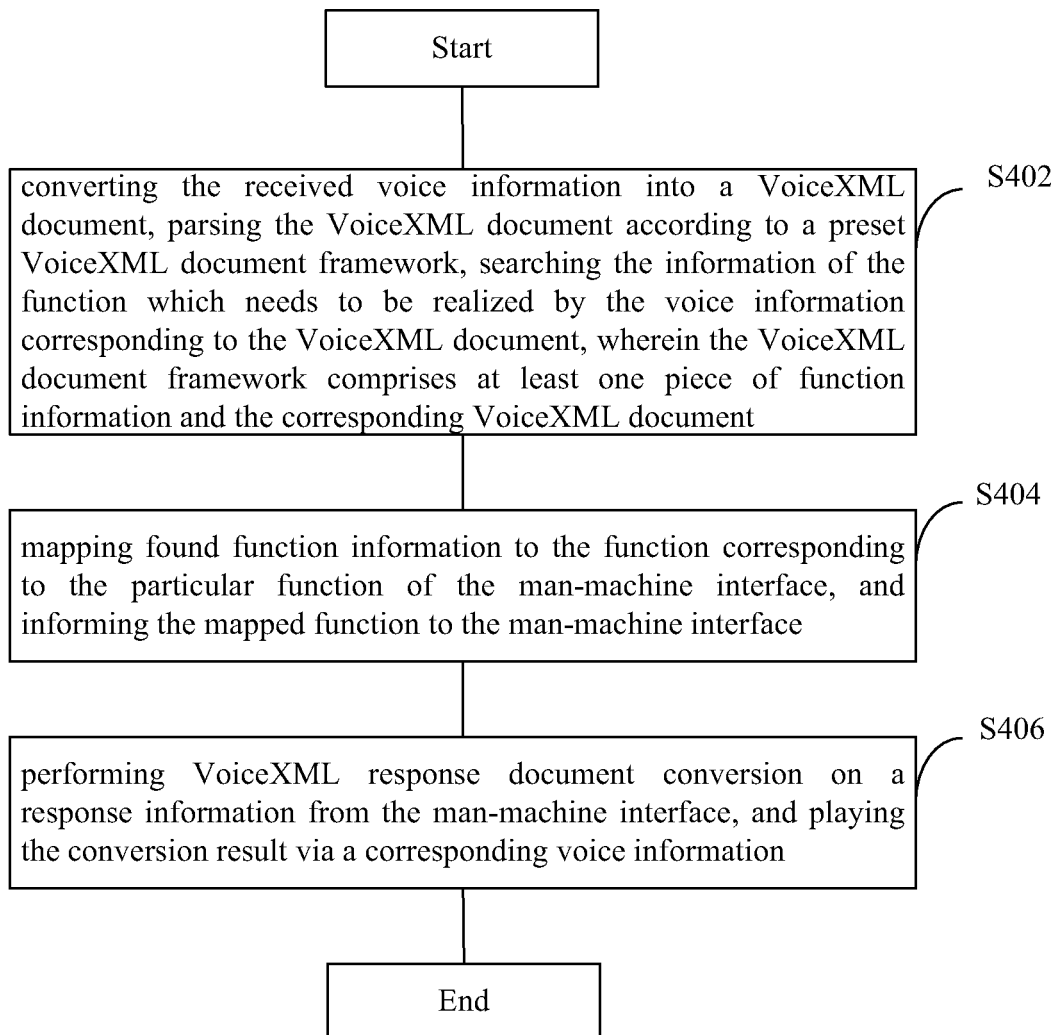 Start
converting the received voice information into a VoiceXML
document, parsing the VoiceXML document according to a preset
VoiceXML document framework, searching the information of the
function which needs to be realized by the voice information
corresponding to the VoiceXML document, wherein the VoiceXML
document framework comprises at least one piece of function
information and the corresponding VoiceXML document
S402
mapping found function information to the function corresponding
to the particular function of the man-machine interface, and
informing the mapped function to the man-machine interface
S404
performing VoiceXML response document conversion on a
response information from the man-machine interface, and playing
the conversion result via a corresponding voice information
S406
End